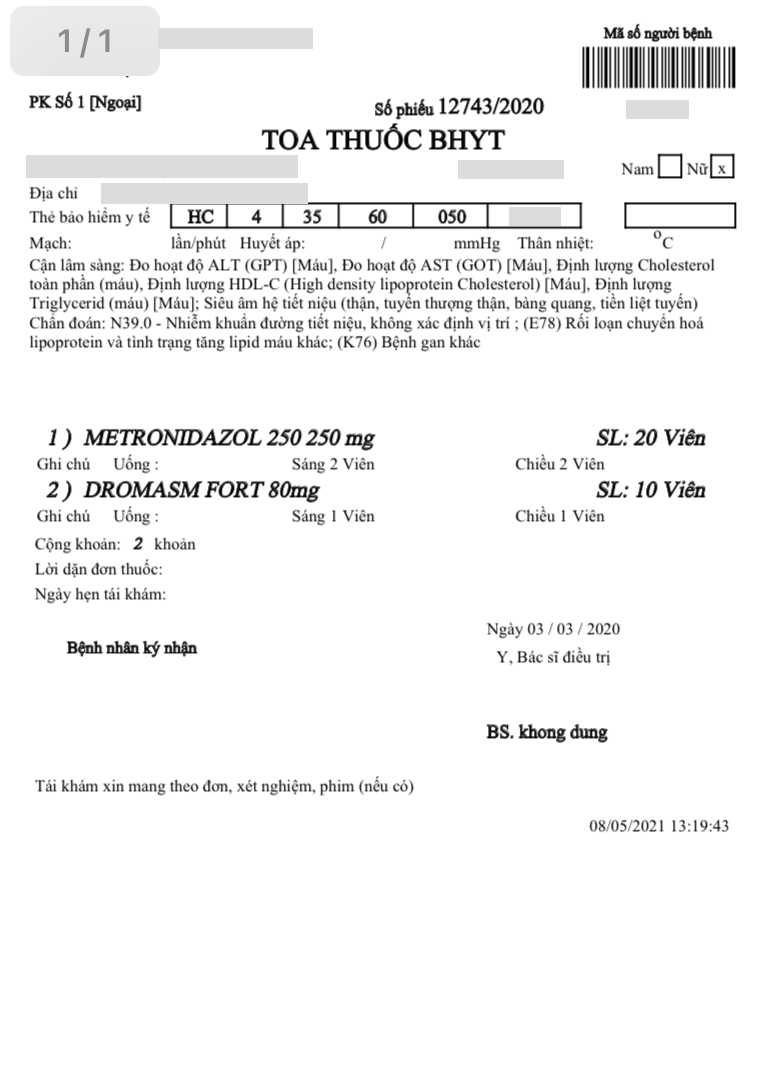 1/1
Mã số người bệnh
PK Số 1 [Ngoại]
Số phiếu 12743/2020
TOA THUỐC BHYT
Nam Nữ x
Địa chỉ
Thẻ bảo hiểm y tế HC 4 35 60 050
Mạch: lần/phút Huyết áp: / mmHg Thân nhiệt: ºC
Cận lâm sàng: Đo hoạt độ ALT (GPT) [Máu], Đo hoạt độ AST (GOT) [Máu], Định lượng Cholesterol
toàn phần (máu), Định lượng HDL-C (High density lipoprotein Cholesterol) [Máu], Định lượng
Triglycerid (máu) [Máu]; Siêu âm hệ tiết niệu (thận, tuyến thượng thận, bàng quang, tiền liệt tuyến)
Chẩn đoán: N39.0 - Nhiễm khuẩn đường tiết niệu, không xác định vị trí ; (E78) Rối loạn chuyển hoá
lipoprotein và tình trạng tăng lipid máu khác; (K76) Bệnh gan khác
1 ) METRONIDAZOL 250 250 mg SL: 20 Viên
Ghi chú Uống : Sáng 2 Viên Chiều 2 Viên
2 ) DROMASM FORT 80mg SL: 10 Viên
Ghi chú Uống : Sáng 1 Viên Chiều 1 Viên
Cộng khoản: 2 khoản
Lời dặn đơn thuốc:
Ngày hẹn tái khám:
Ngày 03 / 03 / 2020
Bệnh nhân ký nhận
Y, Bác sĩ điều trị
BS. khong dung
Tái khám xin mang theo đơn, xét nghiệm, phim (nếu có)
08/05/2021 13:19:43